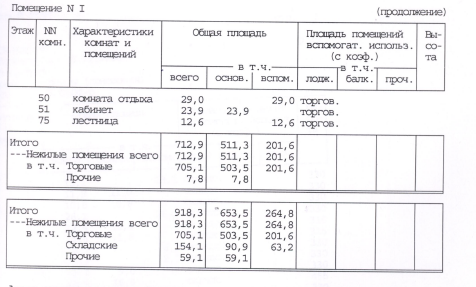 Помещение N I (продолжение)
Этаж NN Характеристики Общая площадь Площадь помещений Вы-
комн. комнат и вспомогат. использ. со-
помещений (с коэф.) та
в т.ч. в т.ч.
всего основ. вспом. лодж. балк. проч.
50 комната отдыха 29,0 29,0 торгов.
51 кабинет 23,9 23,9 торгов.
75 лестница 12,6 12,6 торгов.
Итого 712,9 511,3 201,6
---Нежилые помещения всего 712,9 511,3 201,6
в т.ч. Торговые 705,1 503,5 201,6
Прочие 7,8 7,8
Итого 918,3 653,5 264,8
---Нежилые помещения всего 918,3 653,5 264,8
в т.ч. Торговые 705,1 503,5 201,6
Складские 154,1 90,9 63,2
Прочие 59,1 59,1